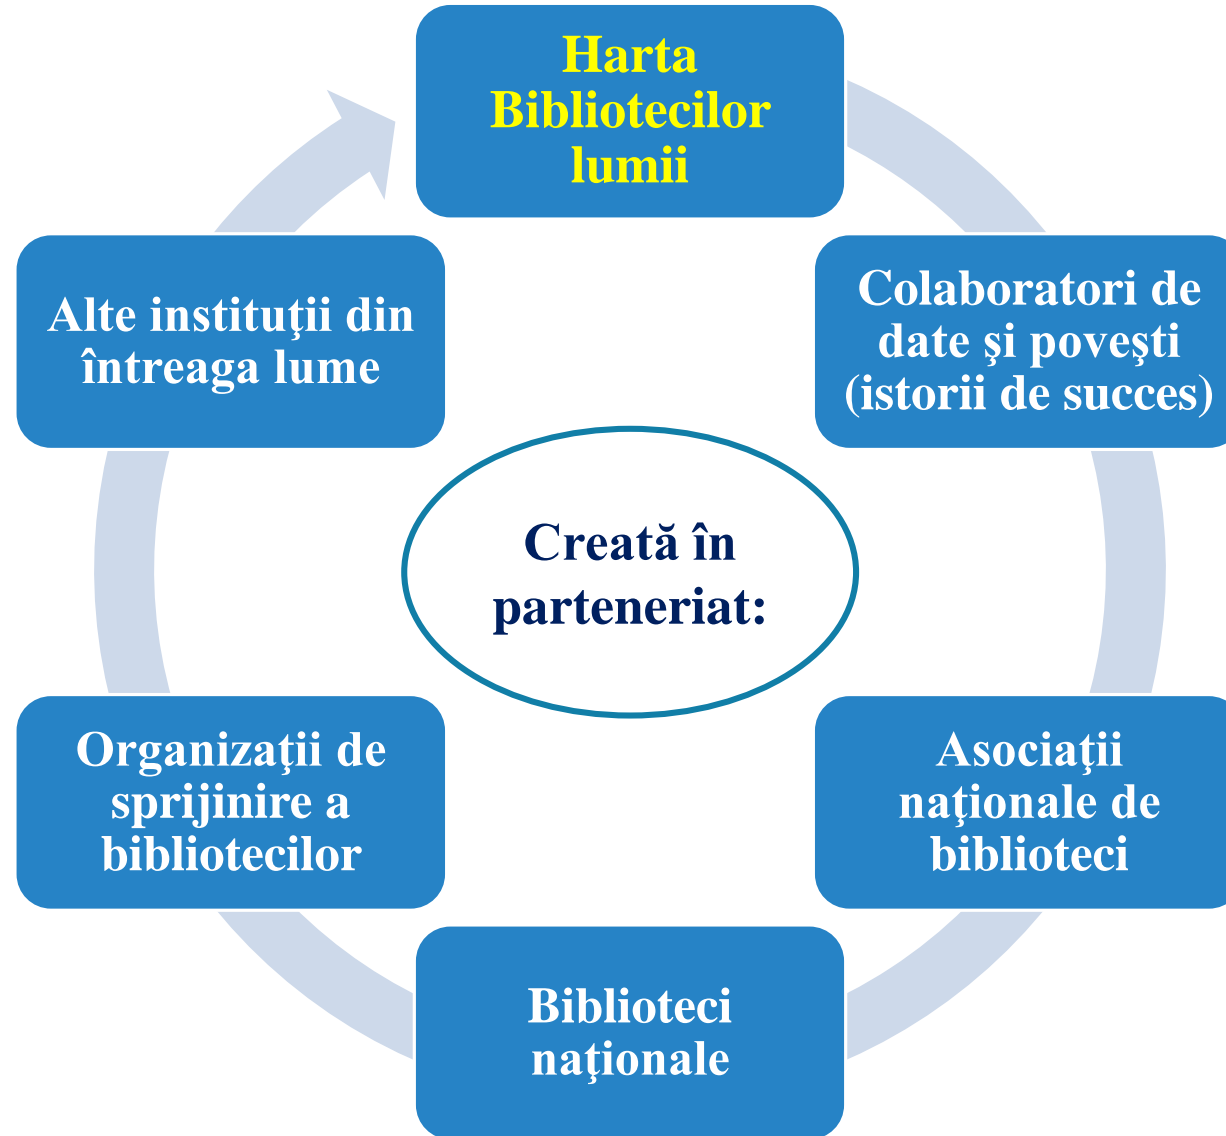 Harta
Bibliotecilor
lumii
Colaboratori de
date şi poveşti
(istorii de succes)
Asociaţii
naţionale de
biblioteci
Biblioteci
naţionale
Organizaţii de
sprijinire a
bibliotecilor
Alte instituţii din
întreaga lume
Creată în
parteneriat: